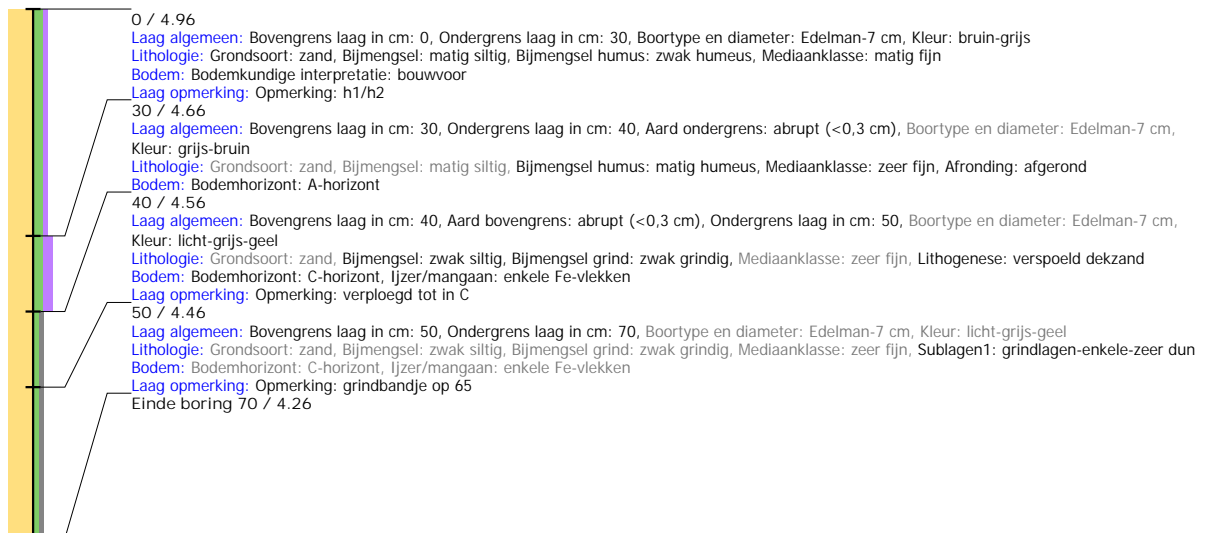 0 / 4.96
Laag algemeen: Bovengrens laag in cm: 0, Ondergrens laag in cm: 30, Boortype en diameter: Edelman-7 cm, Kleur: bruin-grijs
Lithologie: Grondsoort: zand, Bijmengsel: matig siltig, Bijmengsel humus: zwak humeus, Mediaanklasse: matig fijn
Bodem: Bodemkundige interpretatie: bouwvoor
Laag opmerking: Opmerking: h1/h2
30 / 4.66
Laag algemeen: Bovengrens laag in cm: 30, Ondergrens laag in cm: 40, Aard ondergrens: abrupt (<0,3 cm), Boortype en diameter: Edelman-7 cm,
Kleur: grijs-bruin
Lithologie: Grondsoort: zand, Bijmengsel: matig siltig, Bijmengsel humus: matig humeus, Mediaanklasse: zeer fijn, Afronding: afgerond
Bodem: Bodemhorizont: A-horizont
40 / 4.56
Laag algemeen: Bovengrens laag in cm: 40, Aard bovengrens: abrupt (<0,3 cm), Ondergrens laag in cm: 50, Boortype en diameter: Edelman-7 cm,
Kleur: licht-grijs-geel
Lithologie: Grondsoort: zand, Bijmengsel: zwak siltig, Bijmengsel grind: zwak grindig, Mediaanklasse: zeer fijn, Lithogenese: verspoeld dekzand
Bodem: Bodemhorizont: C-horizont, Ijzer/mangaan: enkele Fe-vlekken
Laag opmerking: Opmerking: verploegd tot in C
50 / 4.46
Laag algemeen: Bovengrens laag in cm: 50, Ondergrens laag in cm: 70, Boortype en diameter: Edelman-7 cm, Kleur: licht-grijs-geel
Lithologie: Grondsoort: zand, Bijmengsel: zwak siltig, Bijmengsel grind: zwak grindig, Mediaanklasse: zeer fijn, Sublagen1: grindlagen-enkele-zeer dun
Bodem: Bodemhorizont: C-horizont, Ijzer/mangaan: enkele Fe-vlekken
Laag opmerking: Opmerking: grindbandje op 65
Einde boring 70 / 4.26